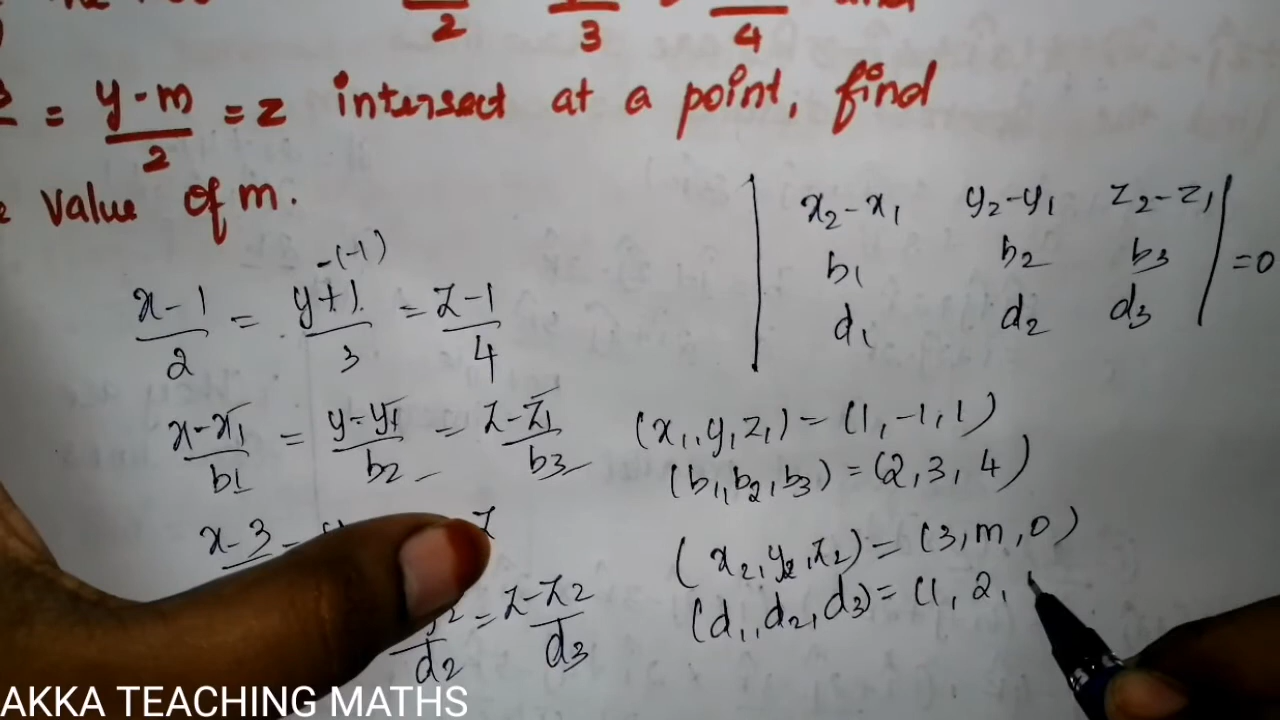 2 3 4
= y-m/2 = z intersect at a point, find
value of m.
| x₂-x₁ y₂-y₁ z₂-z₁ |
| b₁ b₂ b₃ | = 0
| d₁ d₂ d₃ |
-(-1)
x-1/2 = y+1/3 = z-1/4
x-x₁/b₁ = y-y₁/b₂ = z-z₁/b₃
(x₁,y₁z₁) = (1,-1,1)
(b₁,b₂,b₃) = (2,3,4)
x-3 = z
(x₂,y₂,z₂) = (3,m,0)
d₂ = z-z₂/d₃
(d₁,d₂,d₃) = (1,2,
AKKA TEACHING MATHS